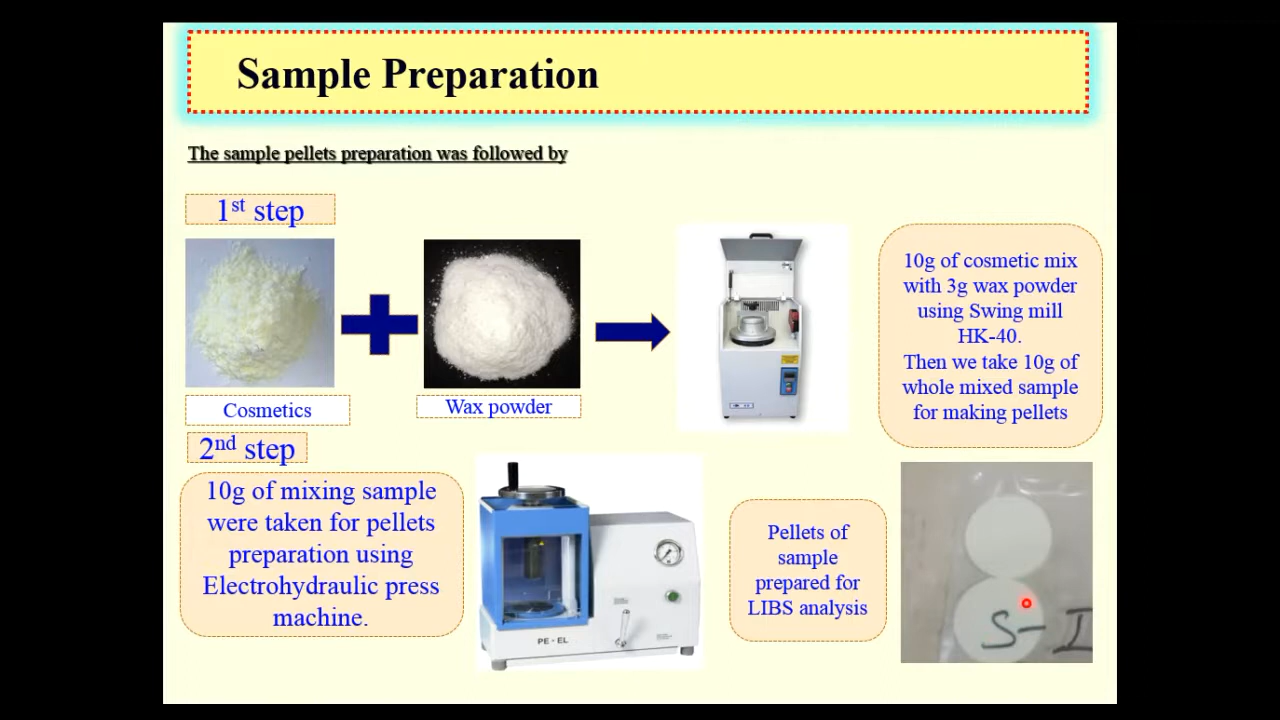 Sample Preparation
The sample pellets preparation was followed by
1st step
Cosmetics
Wax powder
10g of cosmetic mix
with 3g wax powder
using Swing mill
HK-40.
Then we take 10g of
whole mixed sample
for making pellets
2nd step
10g of mixing sample
were taken for pellets
preparation using
Electrohydraulic press
machine.
PE-EL
Pellets of
sample
prepared for
LIBS analysis
S-I